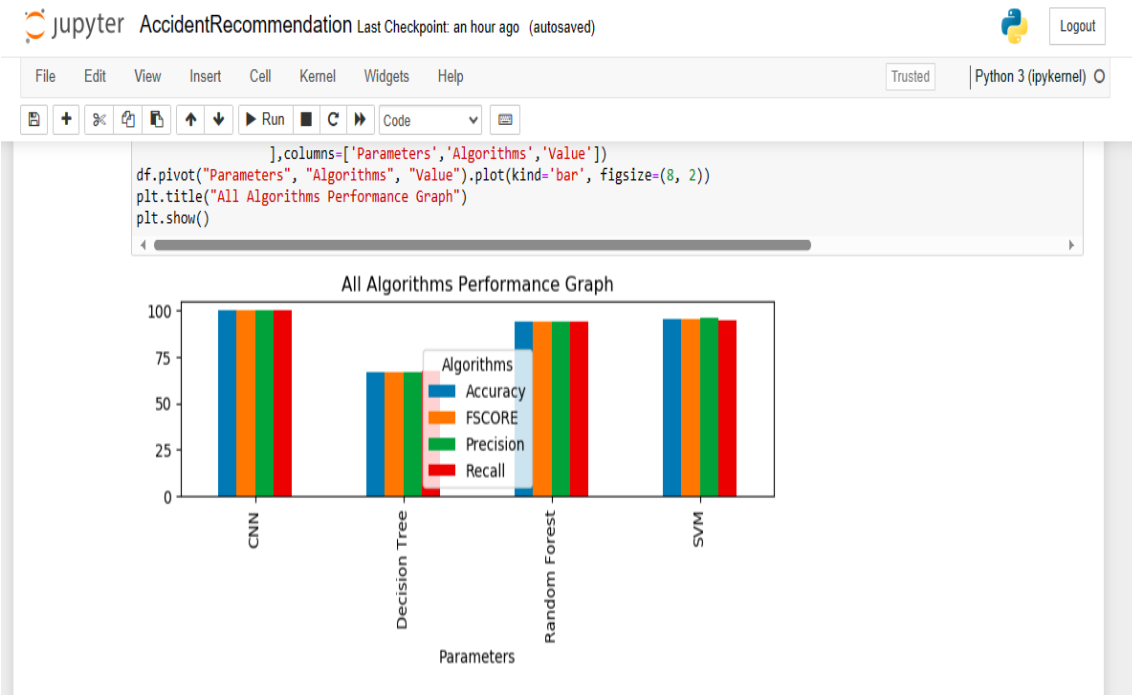 jupyter AccidentRecommendation Last Checkpoint: an hour ago (autosaved)
Logout
File Edit View Insert Cell Kernel Widgets Help
Trusted
Python 3 (ipykernel)
Run
Code
],columns=['Parameters','Algorithms','Value'])
df.pivot("Parameters", "Algorithms", "Value").plot(kind='bar', figsize=(8, 2))
plt.title("All Algorithms Performance Graph")
plt.show()
All Algorithms Performance Graph
100
75
50
25
0
Algorithms
Accuracy
FSCORE
Precision
Recall
CNN
Decision Tree
Random Forest
SVM
Parameters